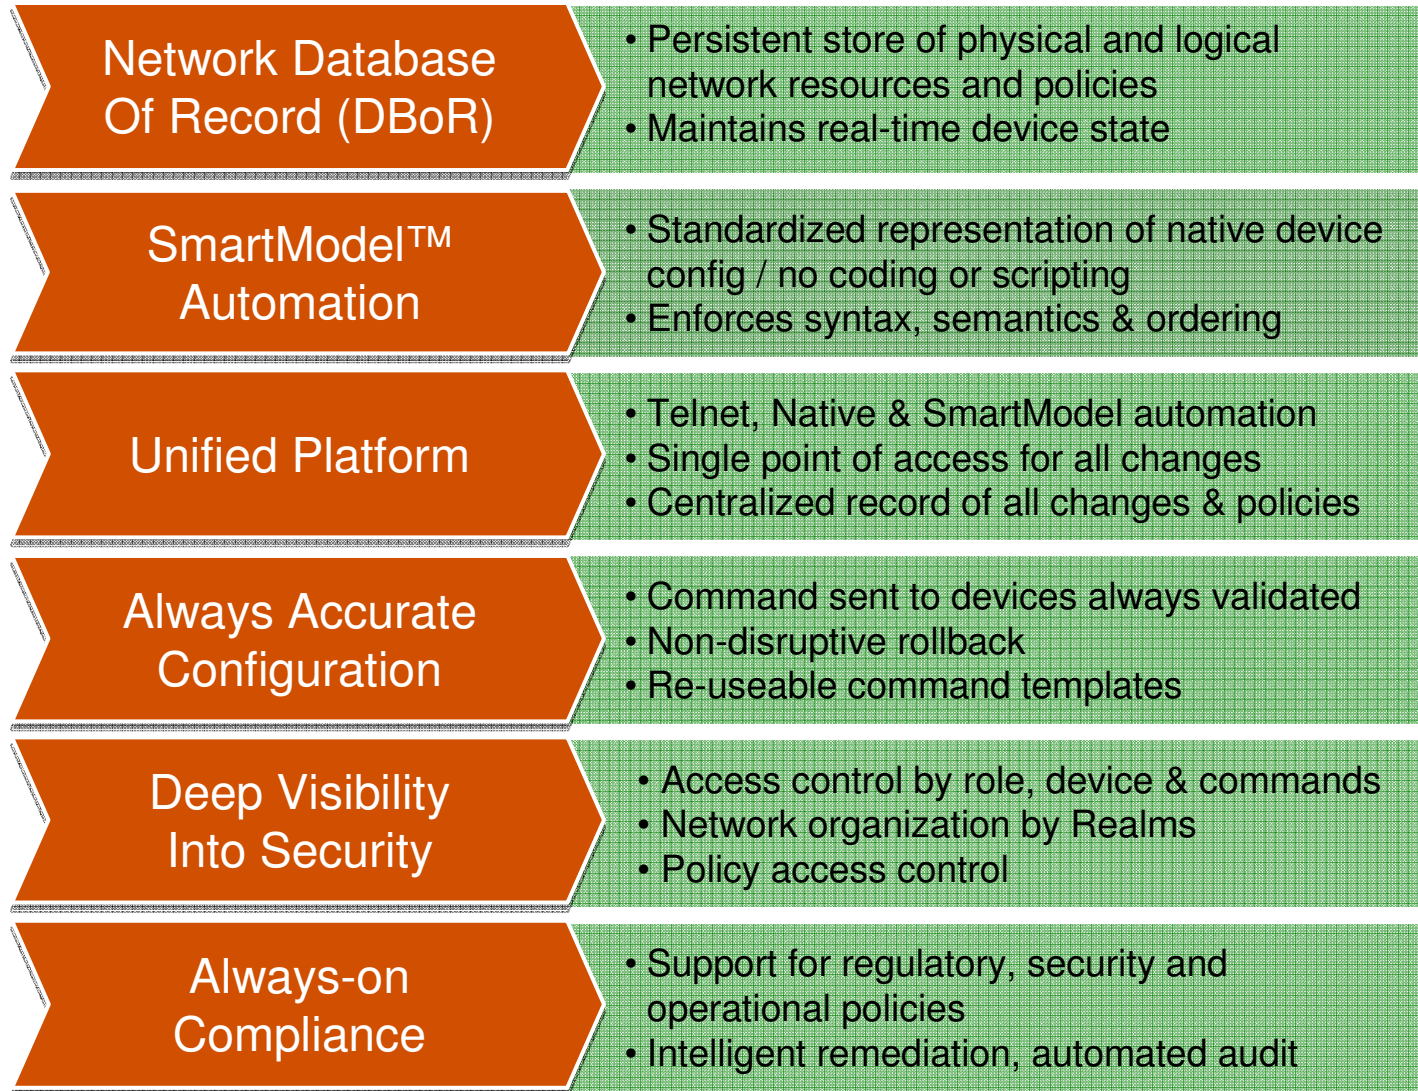 Network Database
Of Record (DBoR)
• Persistent store of physical and logical
network resources and policies
• Maintains real-time device state
SmartModel™
Automation
• Standardized representation of native device
config / no coding or scripting
• Enforces syntax, semantics & ordering
Unified Platform
• Telnet, Native & SmartModel automation
• Single point of access for all changes
• Centralized record of all changes & policies
Always Accurate
Configuration
• Command sent to devices always validated
• Non-disruptive rollback
• Re-useable command templates
Deep Visibility
Into Security
• Access control by role, device & commands
• Network organization by Realms
• Policy access control
Always-on
Compliance
• Support for regulatory, security and
operational policies
• Intelligent remediation, automated audit